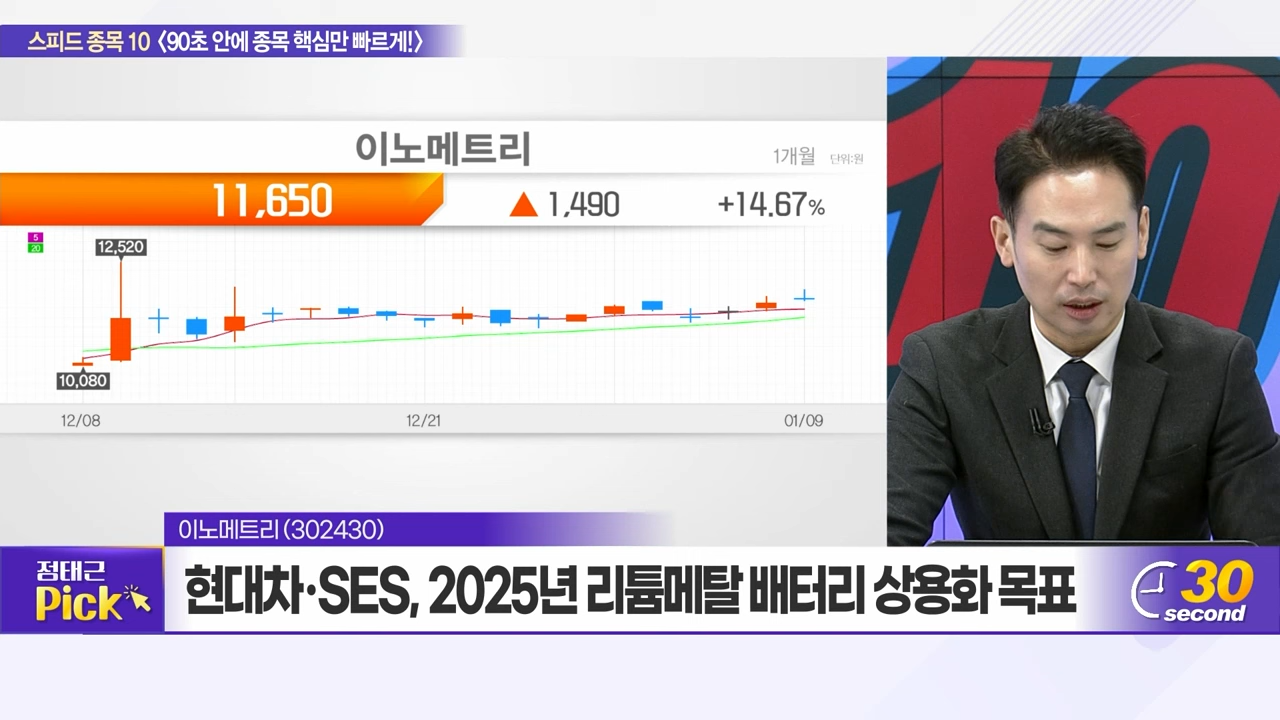 스피드 종목 10 〈90초 안에 종목 핵심만 빠르게!〉
이노메트리
1개월 단위:원
11,650 ▲ 1,490 +14.67%
5
20
12,520
10,080
12/08 12/21 01/09
이노메트리 (302430)
정태근
Pick
현대차·SES, 2025년 리튬메탈 배터리 상용화 목표
30
second
10